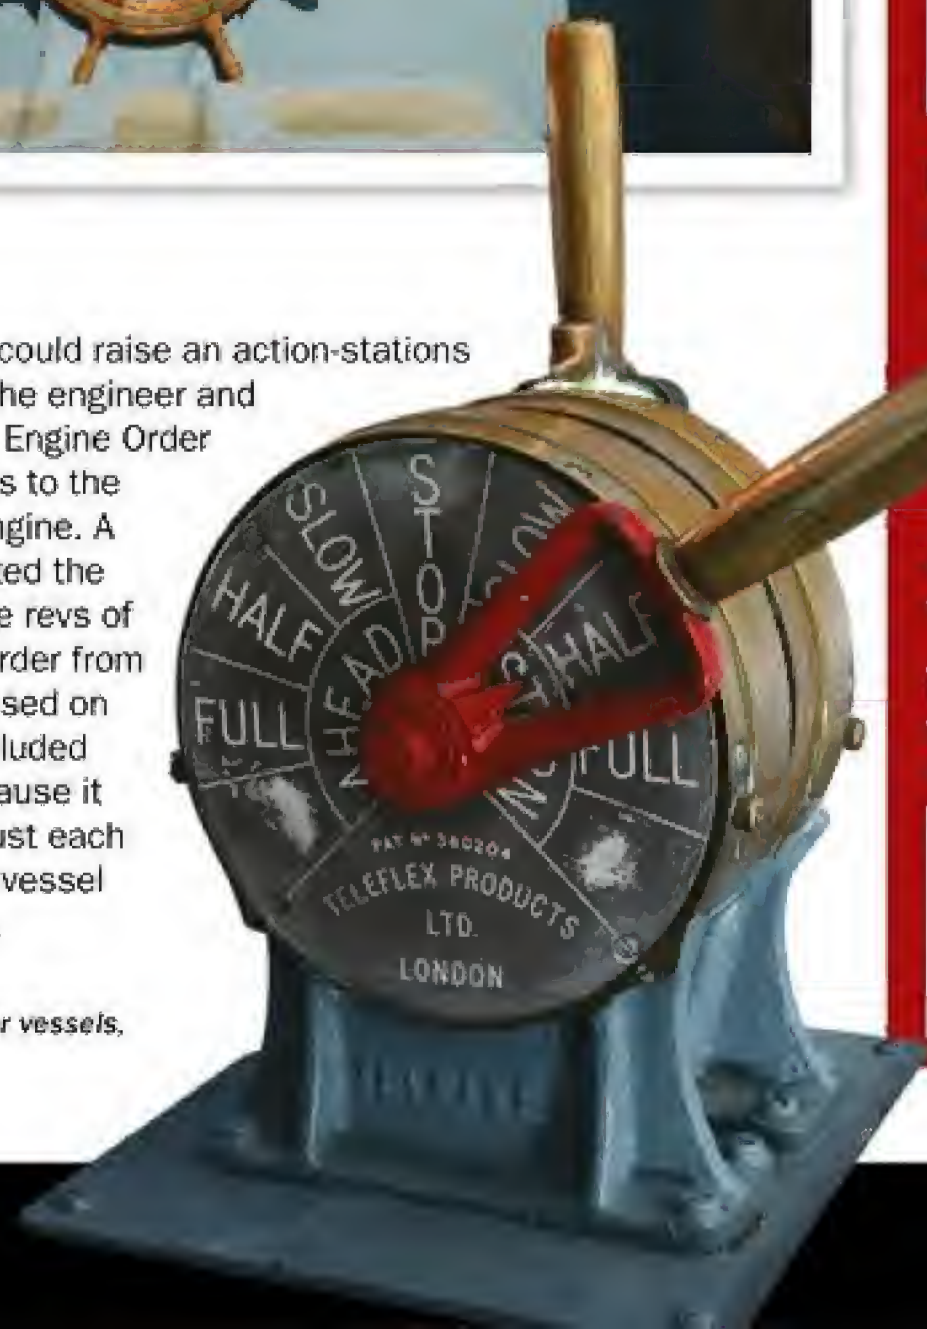 could raise an action-stations
he engineer and
Engine Order
s to the
ngine. A
ted the
e revs of
rder from
sed on
luded
ause it
ust each
vessel
r vessels,
STOP
SLOW
HALF
FULL
AHEAD
SLOW
HALF
FULL
PAT Nº 360204
TELEFLEX PRODUCTS
LTD.
LONDON